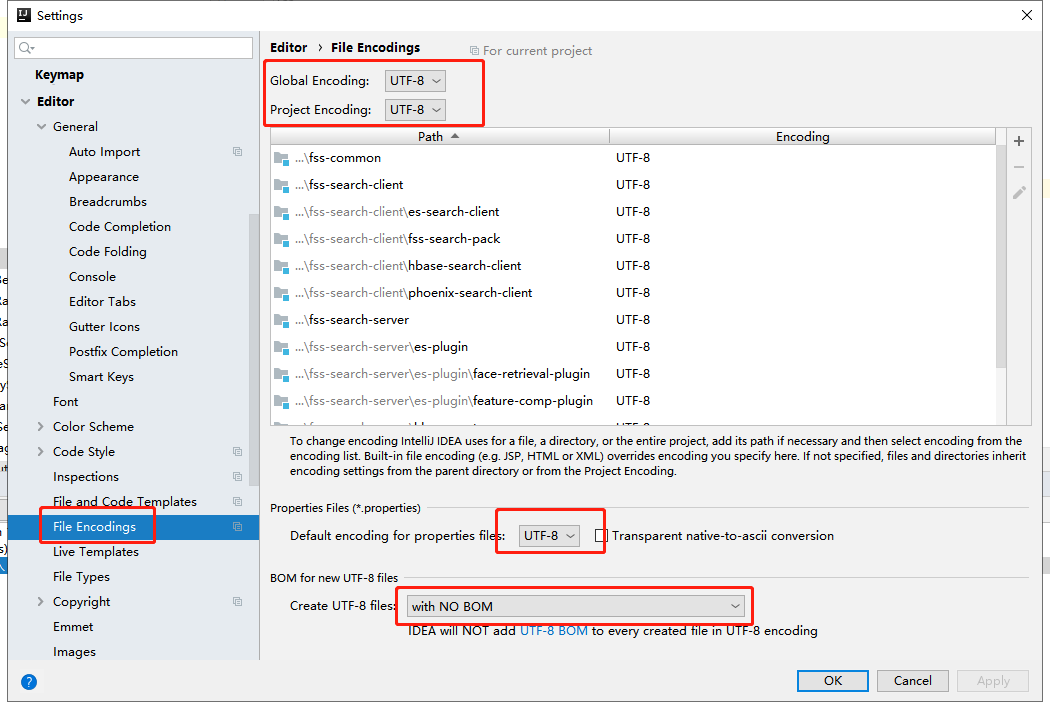 Settings
Keymap
Editor
General
Auto Import
Appearance
Breadcrumbs
Code Completion
Code Folding
Console
Editor Tabs
Gutter Icons
Postfix Completion
Smart Keys
Font
Color Scheme
Code Style
Inspections
File and Code Templates
File Encodings
Live Templates
File Types
Copyright
Emmet
Images
Editor › File Encodings For current project
Global Encoding: UTF-8
Project Encoding: UTF-8
Path Encoding
...\fss-common UTF-8
...\fss-search-client UTF-8
...\fss-search-client\es-search-client UTF-8
...\fss-search-client\fss-search-pack UTF-8
...\fss-search-client\hbase-search-client UTF-8
...\fss-search-client\phoenix-search-client UTF-8
...\fss-search-server UTF-8
...\fss-search-server\es-plugin UTF-8
...\fss-search-server\es-plugin\face-retrieval-plugin UTF-8
...\fss-search-server\es-plugin\feature-comp-plugin UTF-8
To change encoding IntelliJ IDEA uses for a file, a directory, or the entire project, add its path if necessary and then select encoding from the
encoding list. Built-in file encoding (e.g. JSP, HTML or XML) overrides encoding you specify here. If not specified, files and directories inherit
encoding settings from the parent directory or from the Project Encoding.
Properties Files (*.properties)
Default encoding for properties files: UTF-8 Transparent native-to-ascii conversion
BOM for new UTF-8 files
Create UTF-8 files: with NO BOM
IDEA will NOT add UTF-8 BOM to every created file in UTF-8 encoding
? OK Cancel Apply